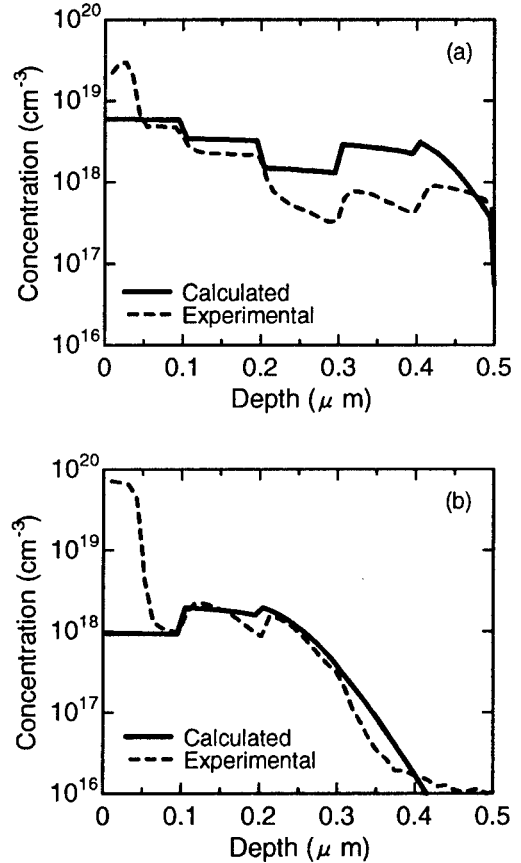 10^20
(a)
10^19
10^18
10^17
10^16
Concentration (cm^-3)
Calculated
Experimental
0 0.1 0.2 0.3 0.4 0.5
Depth (μ m)
10^20
(b)
10^19
10^18
10^17
10^16
Concentration (cm^-3)
Calculated
Experimental
0 0.1 0.2 0.3 0.4 0.5
Depth (μ m)